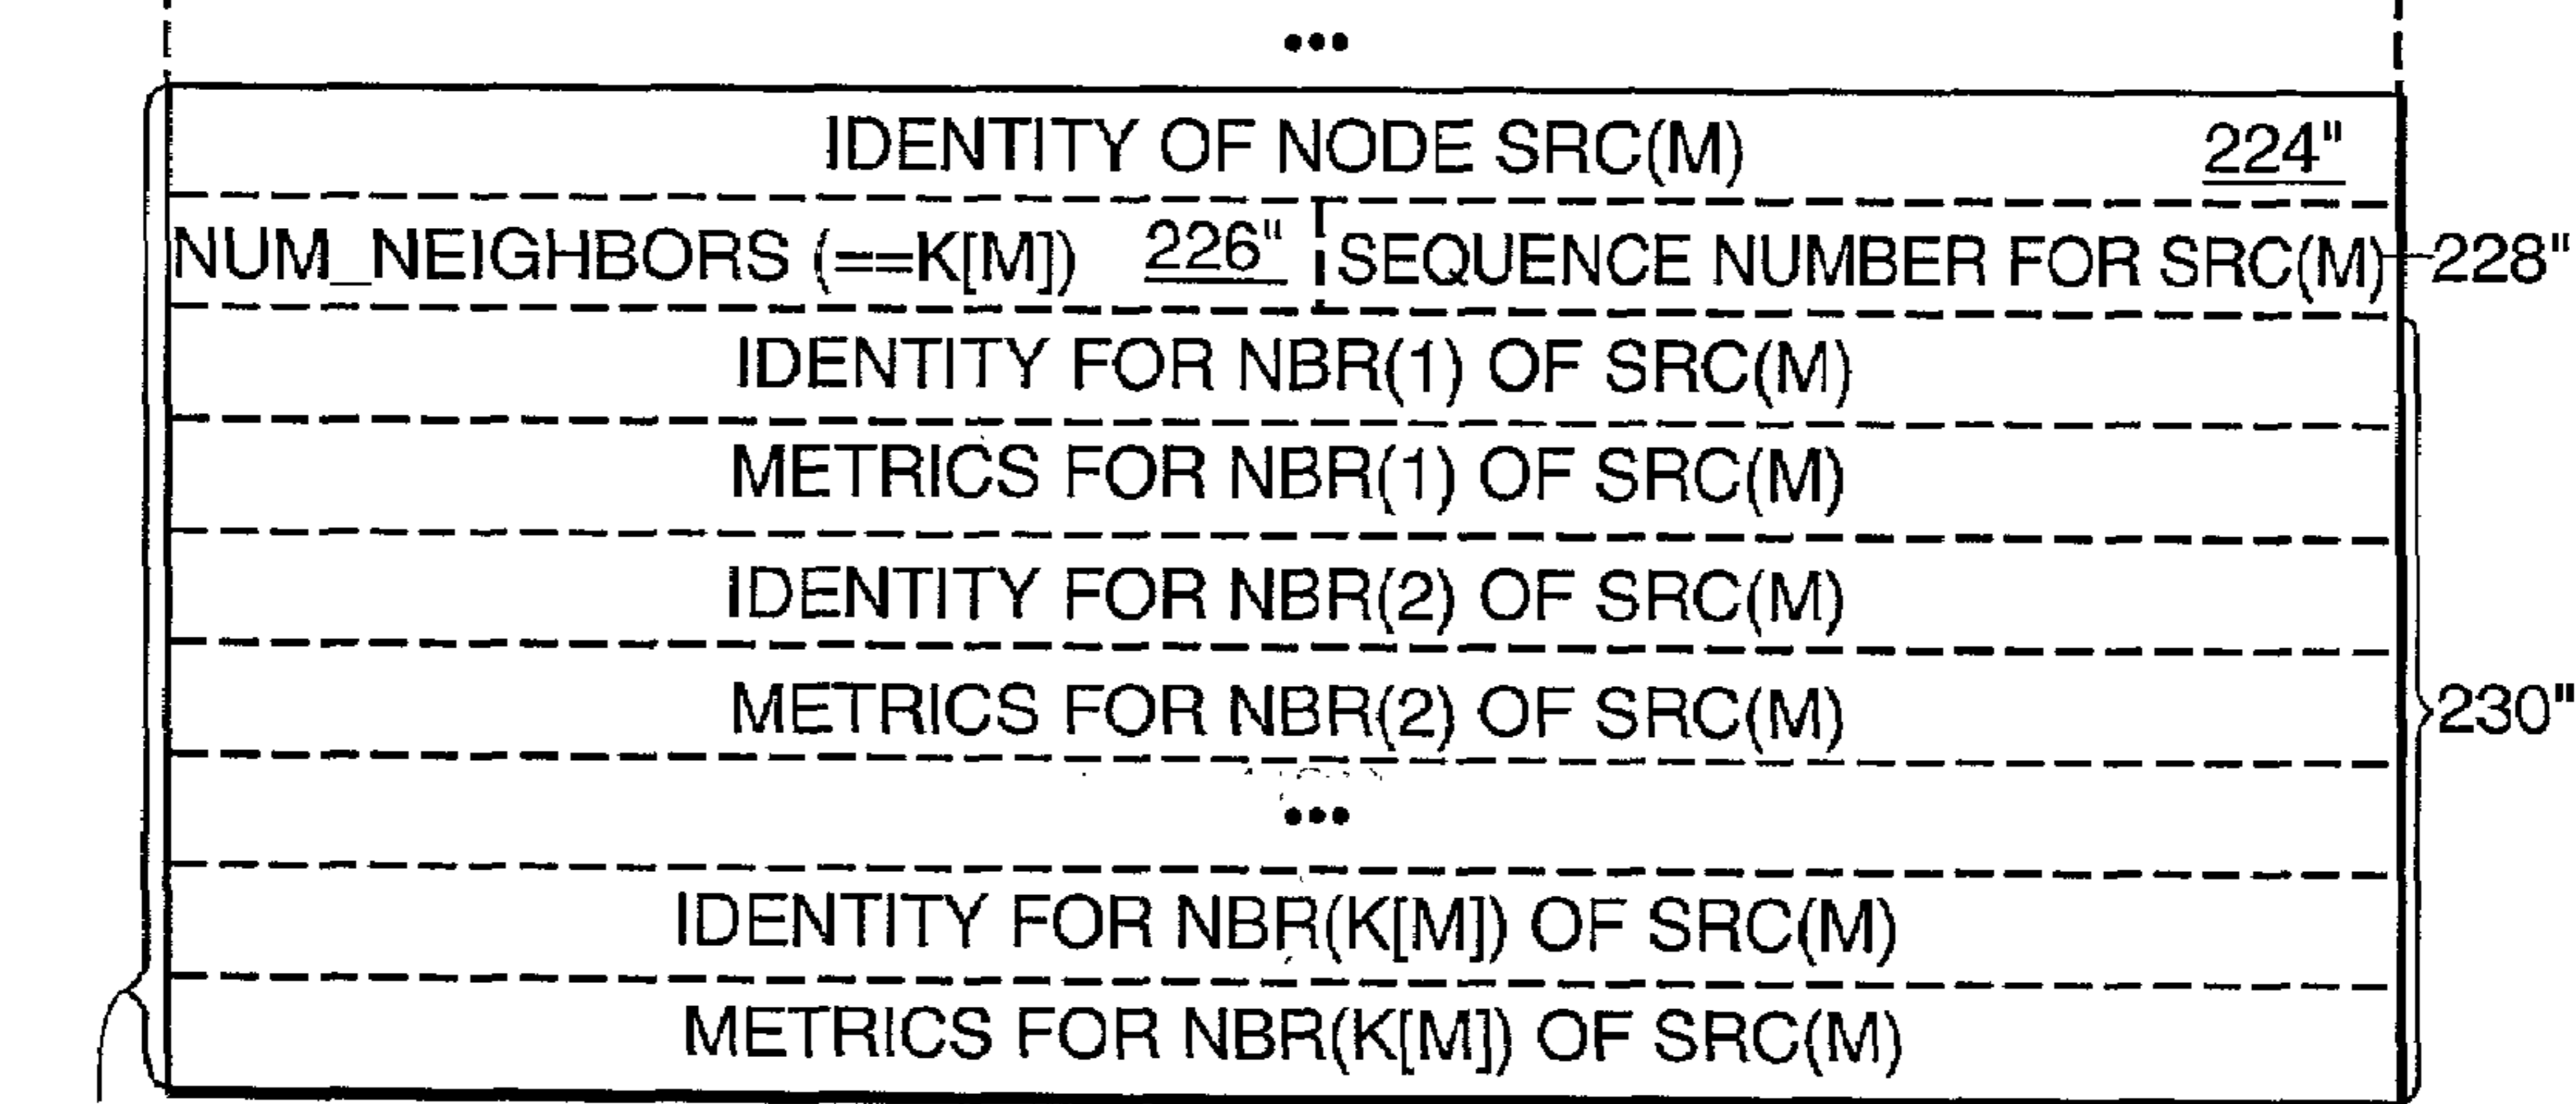 •••
IDENTITY OF NODE SRC(M) 224"
NUM_NEIGHBORS (==K[M]) 226" SEQUENCE NUMBER FOR SRC(M) 228"
IDENTITY FOR NBR(1) OF SRC(M)
METRICS FOR NBR(1) OF SRC(M)
IDENTITY FOR NBR(2) OF SRC(M)
METRICS FOR NBR(2) OF SRC(M) 230"
•••
IDENTITY FOR NBR(K[M]) OF SRC(M)
METRICS FOR NBR(K[M]) OF SRC(M)